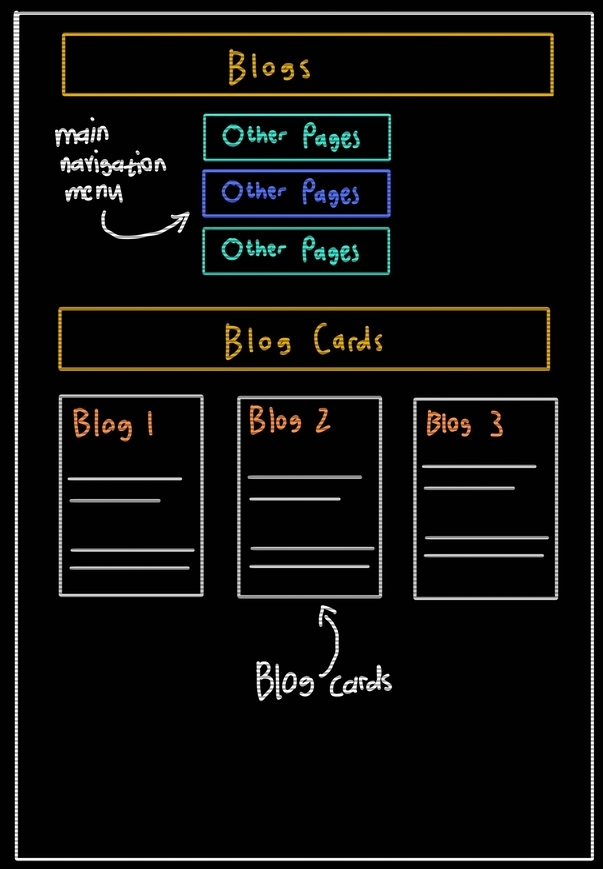 Blogs
main
navigation
menu
Other Pages
Other Pages
Other Pages
Blog Cards
Blog 1
Blog 2
Blog 3
Blog cards